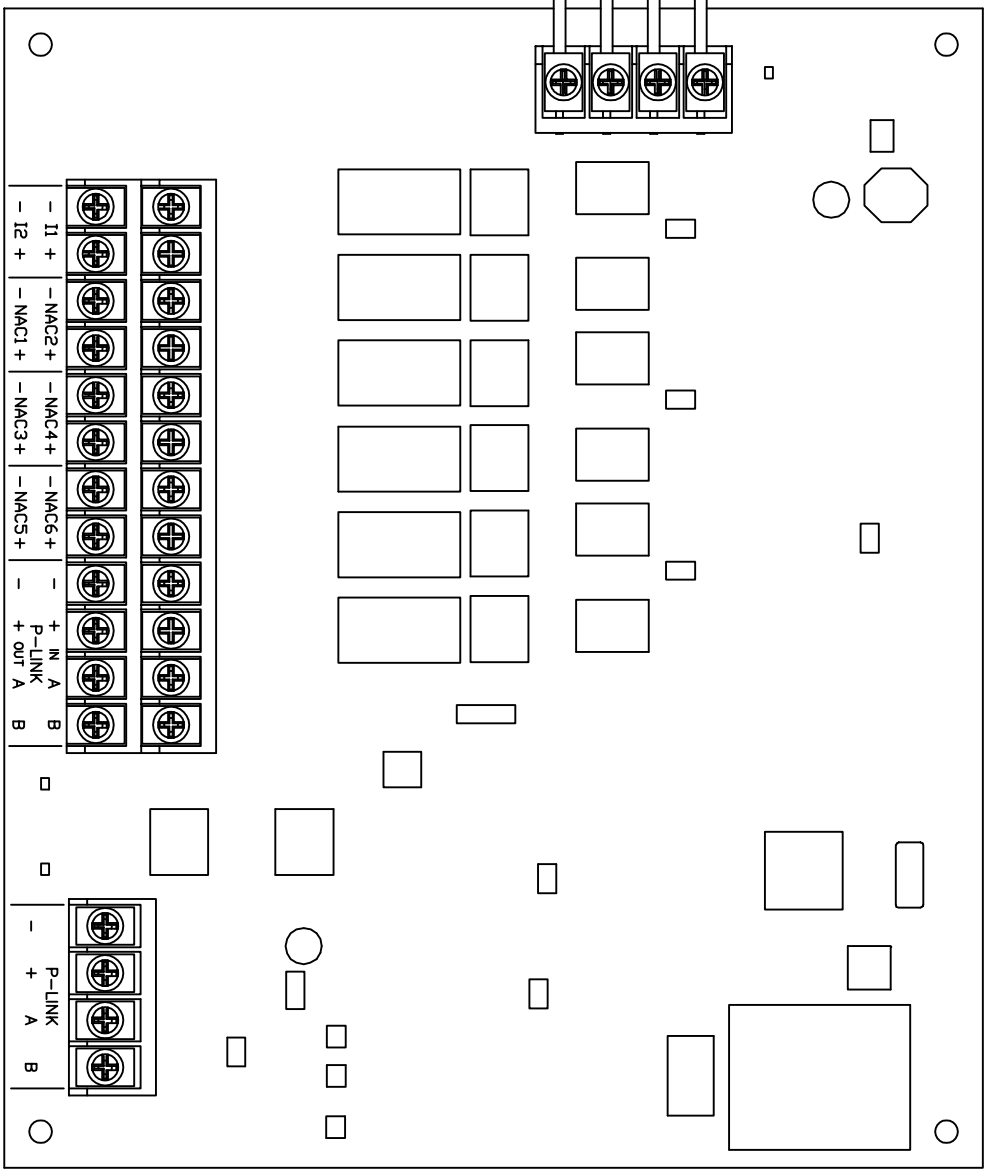 - I1 + - NAC2 + - NAC4 + - NAC6 + - + IN A B
P-LINK
- I2 + - NAC1 + - NAC3 + - NAC5 + - + OUT A B
P-LINK
- + A B